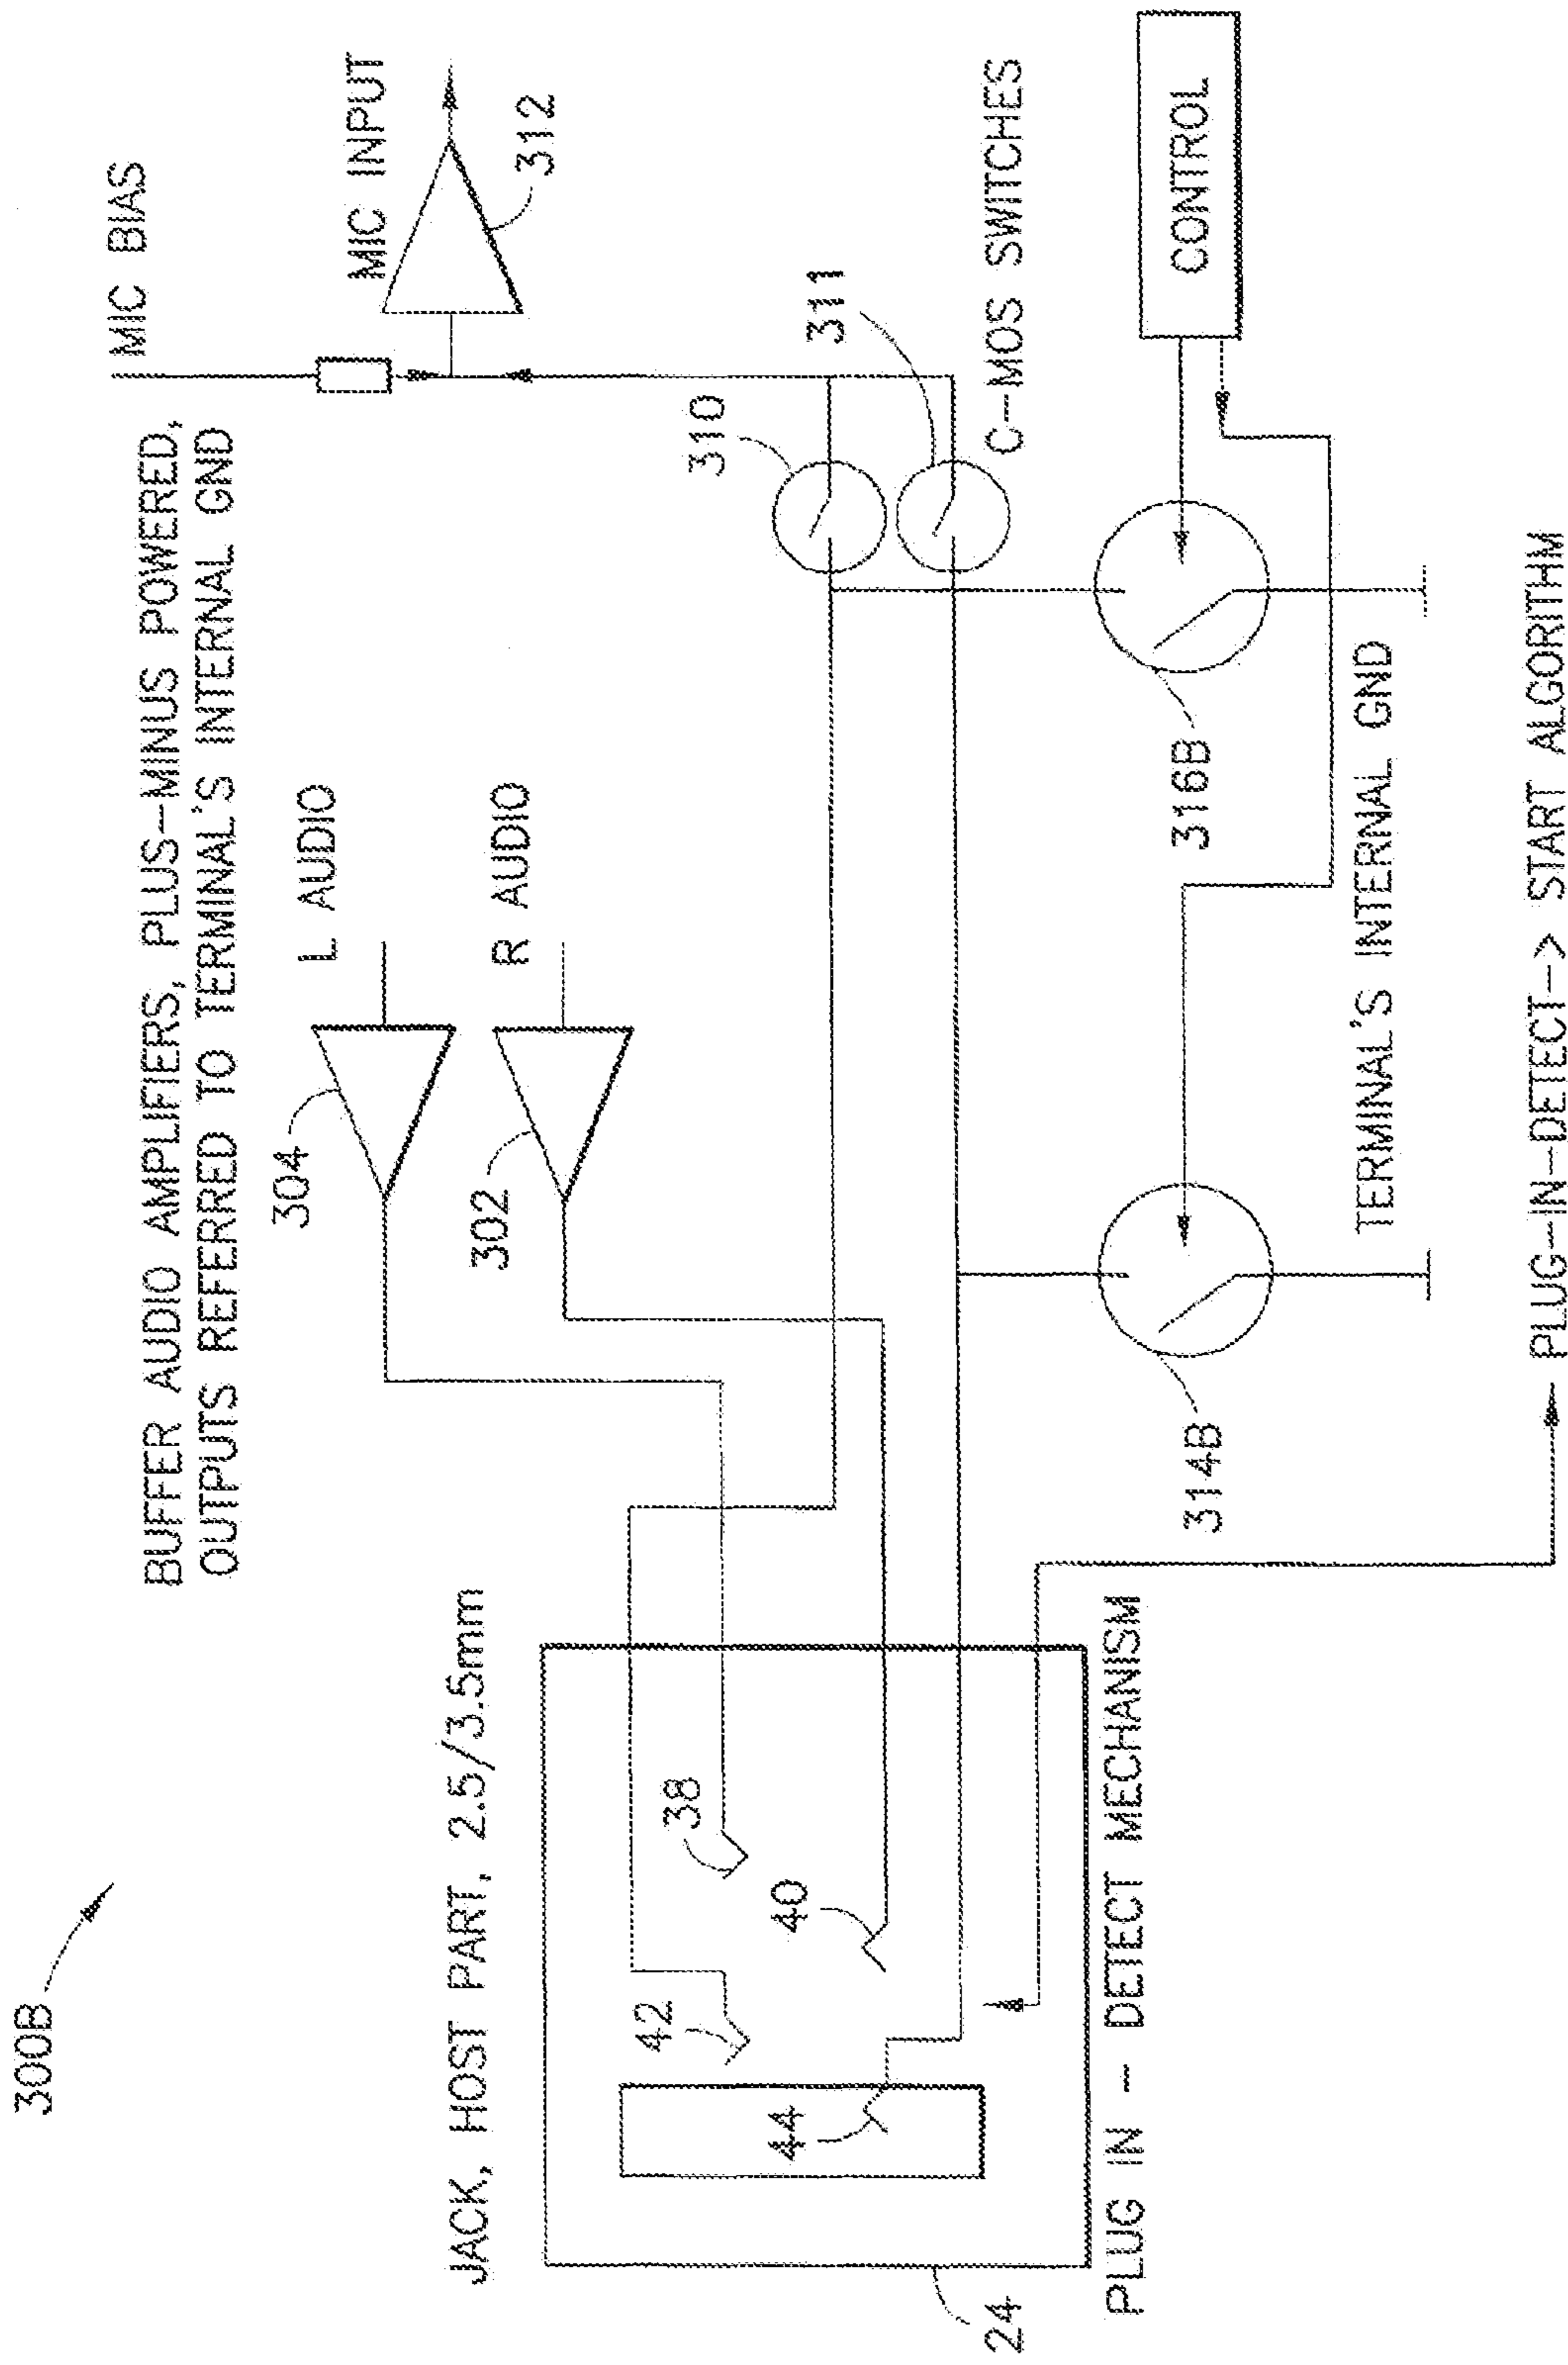 300B
BUFFER AUDIO AMPLIFIERS, PLUS-MINUS POWERED,
OUTPUTS REFERRED TO TERMINAL'S INTERNAL GND
MIC BIAS
304
L AUDIO
MIC INPUT
312
JACK, HOST PART, 2.5/3.5mm
302
R AUDIO
38
42
310
40
44
311
24
C-MOS SWITCHES
PLUG IN - DETECT MECHANISM
314B
316B
CONTROL
TERMINAL'S INTERNAL GND
PLUG-IN-DETECT-> START ALGORITHM